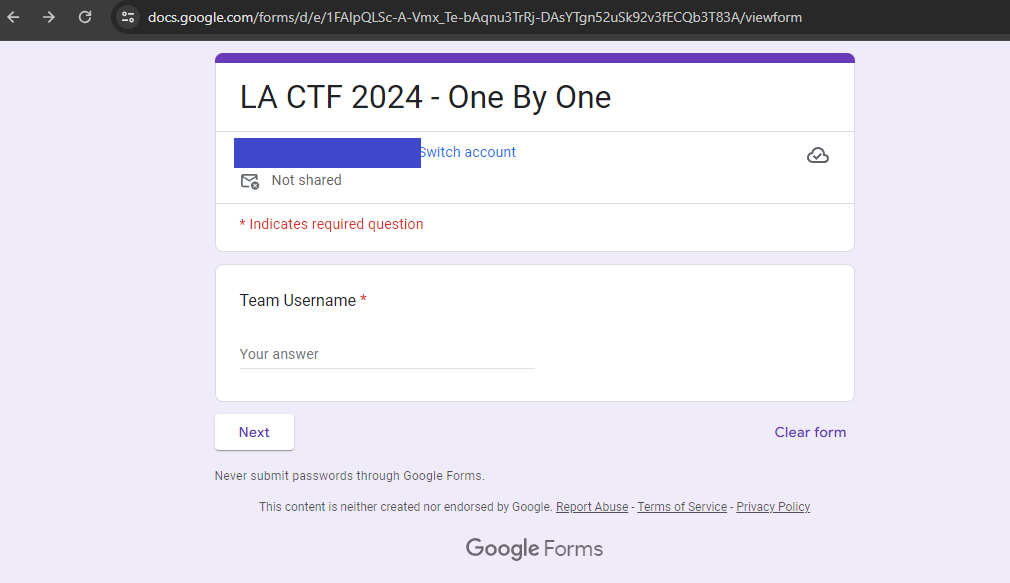 docs.google.com/forms/d/e/1FAIpQLSc-A-Vmx_Te-bAqnu3TrRj-DAsYTgn52uSk92v3fECQb3T83A/viewform
LA CTF 2024 - One By One
Switch account
Not shared
* Indicates required question
Team Username *
Your answer
Next
Clear form
Never submit passwords through Google Forms.
This content is neither created nor endorsed by Google. Report Abuse - Terms of Service - Privacy Policy
Google Forms